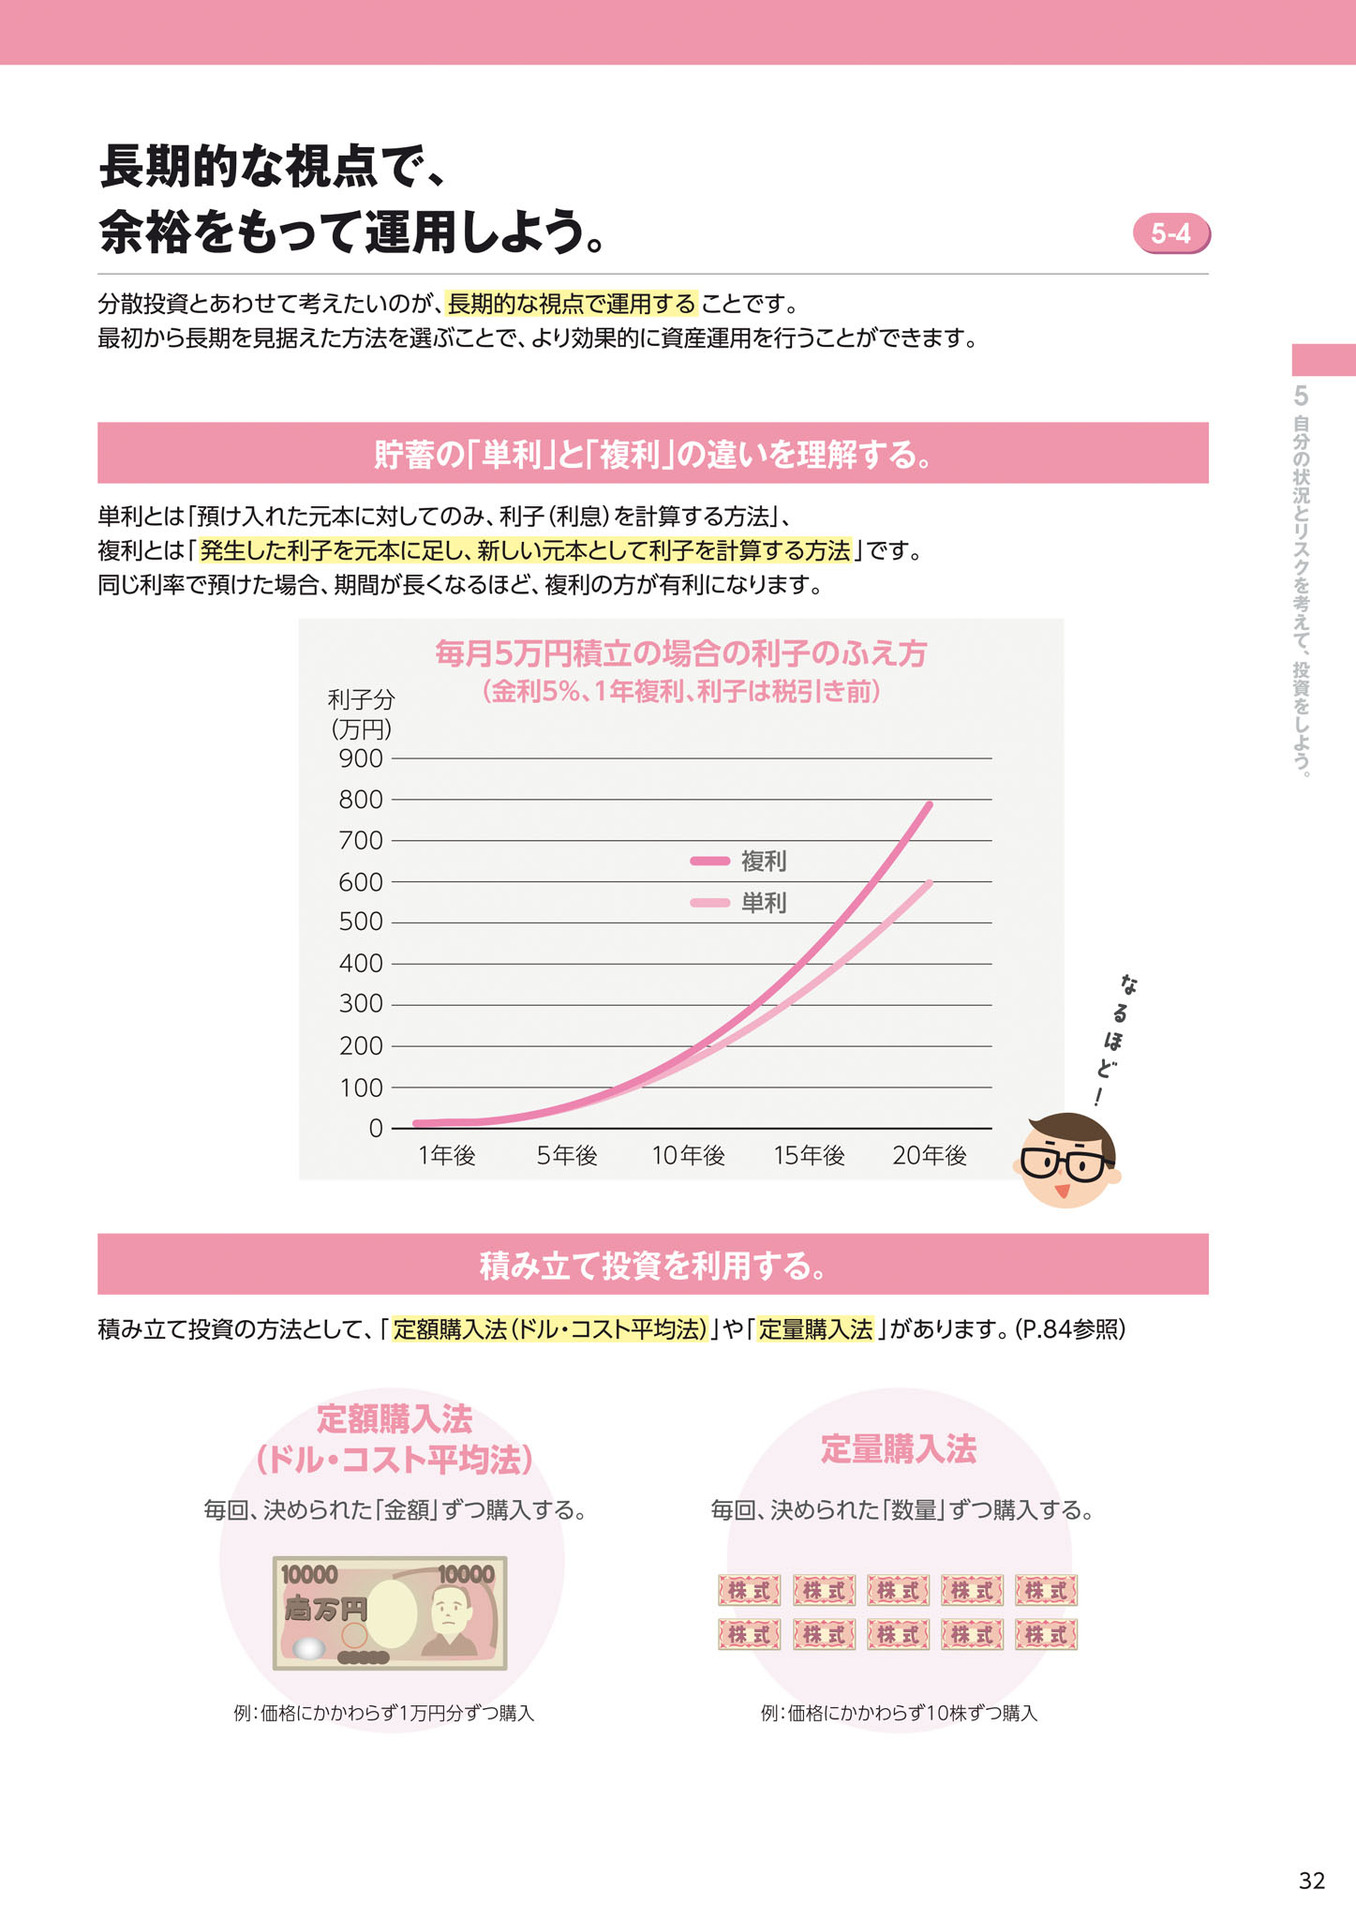 長期的な視点で、
余裕をもって運用しよう。
5-4
分散投資とあわせて考えたいのが、長期的な視点で運用することです。
最初から長期を見据えた方法を選ぶことで、より効果的に資産運用を行うことができます。
5 自分の状況とリスクを考えて、投資をしよう。
貯蓄の「単利」と「複利」の違いを理解する。
単利とは「預け入れた元本に対してのみ、利子（利息）を計算する方法」、
複利とは「発生した利子を元本に足し、新しい元本として利子を計算する方法」です。
同じ利率で預けた場合、期間が長くなるほど、複利の方が有利になります。
毎月5万円積立の場合の利子のふえ方
（金利5%、1年複利、利子は税引き前）
利子分
（万円）
900
800
700
600
500
400
300
200
100
0
複利
単利
1年後 5年後 10年後 15年後 20年後
なるほど！
積み立て投資を利用する。
積み立て投資の方法として、「定額購入法（ドル・コスト平均法）」や「定量購入法」があります。（P.84参照）
定額購入法
（ドル・コスト平均法）
毎回、決められた「金額」ずつ購入する。
10000 10000
壱万円
例：価格にかかわらず1万円分ずつ購入
定量購入法
毎回、決められた「数量」ずつ購入する。
株式 株式 株式 株式 株式
株式 株式 株式 株式 株式
例：価格にかかわらず10株ずつ購入
32